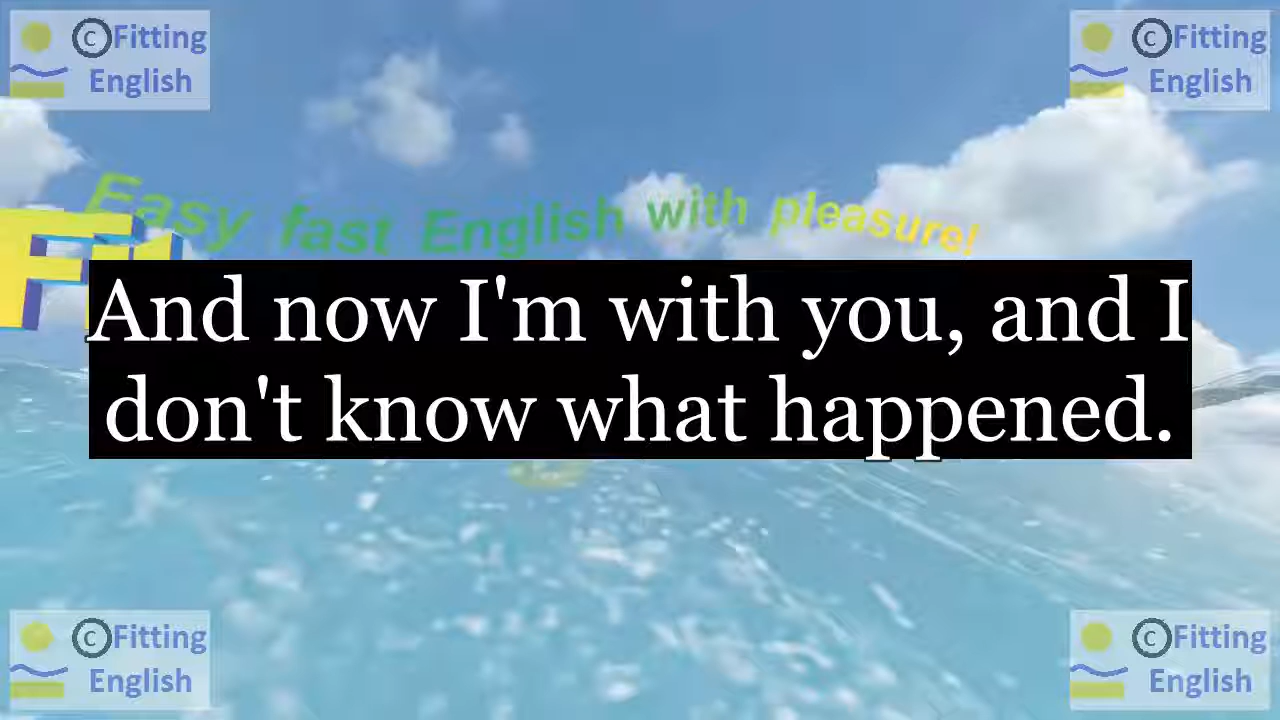 ©Fitting
English
©Fitting
English
Easy fast English with pleasure!
Fit
And now I'm with you, and I
don't know what happened.
©Fitting
English
©Fitting
English